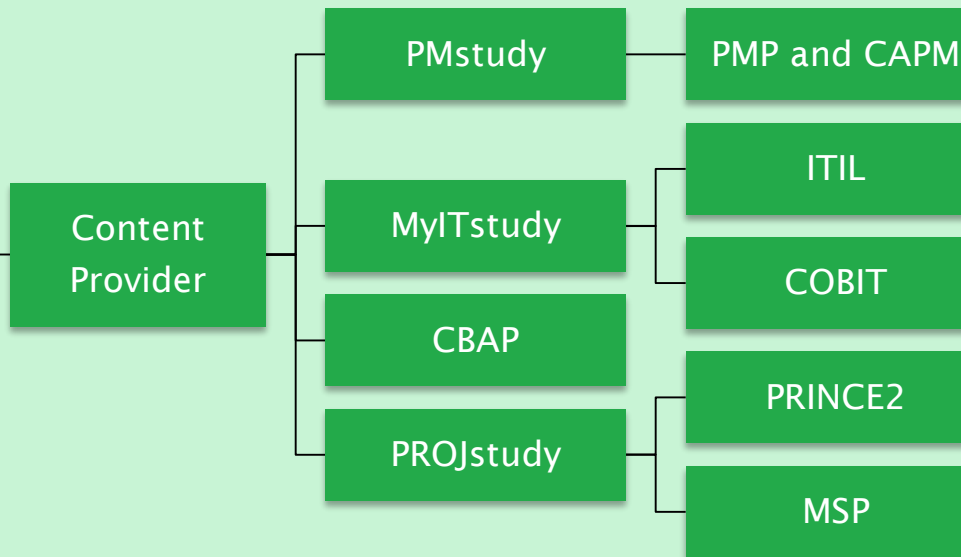 PMstudy
PMP and CAPM
ITIL
Content
Provider
MyITstudy
COBIT
CBAP
PRINCE2
PROJstudy
MSP